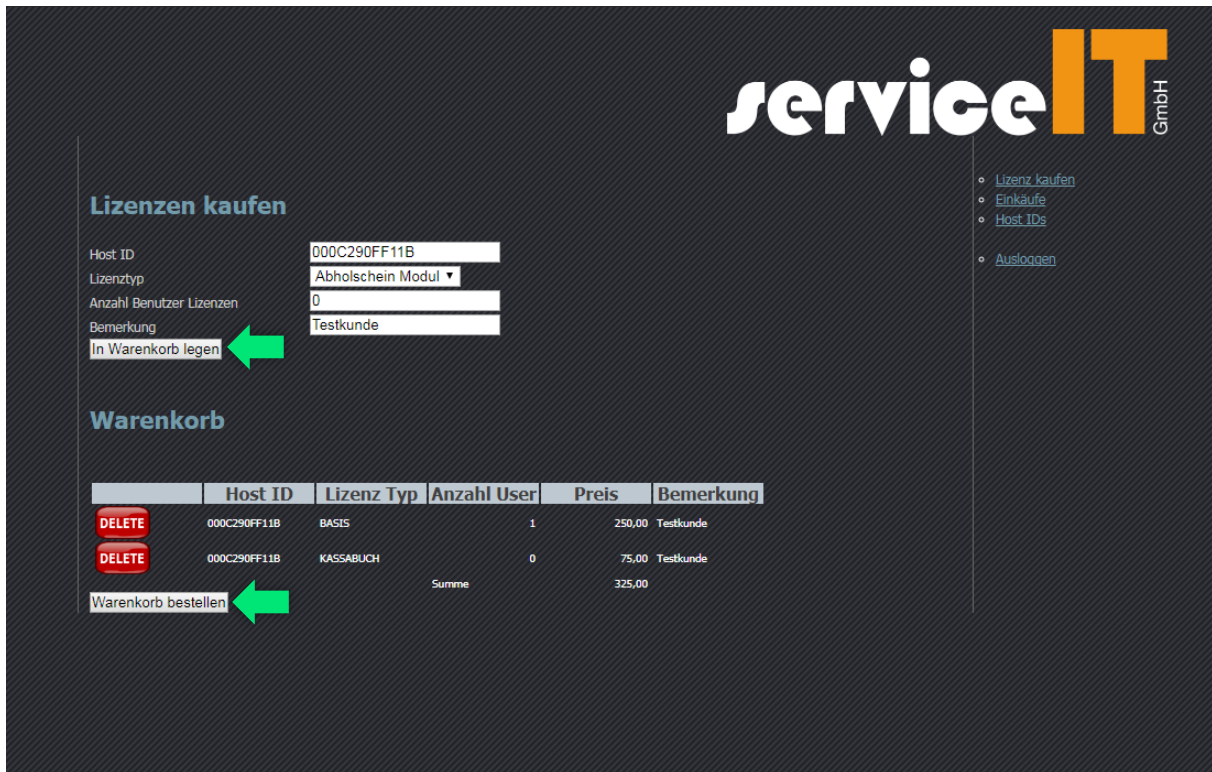 serviceIT GmbH
Lizenz kaufen
Einkäufe
Host IDs
Ausloggen
Lizenzen kaufen
Host ID 000C290FF11B
Lizenztyp Abholschein Modul
Anzahl Benutzer Lizenzen 0
Bemerkung Testkunde
In Warenkorb legen
Warenkorb
Host ID Lizenz Typ Anzahl User Preis Bemerkung
DELETE 000C290FF11B BASIS 1 250,00 Testkunde
DELETE 000C290FF11B KASSABUCH 0 75,00 Testkunde
Summe 325,00
Warenkorb bestellen